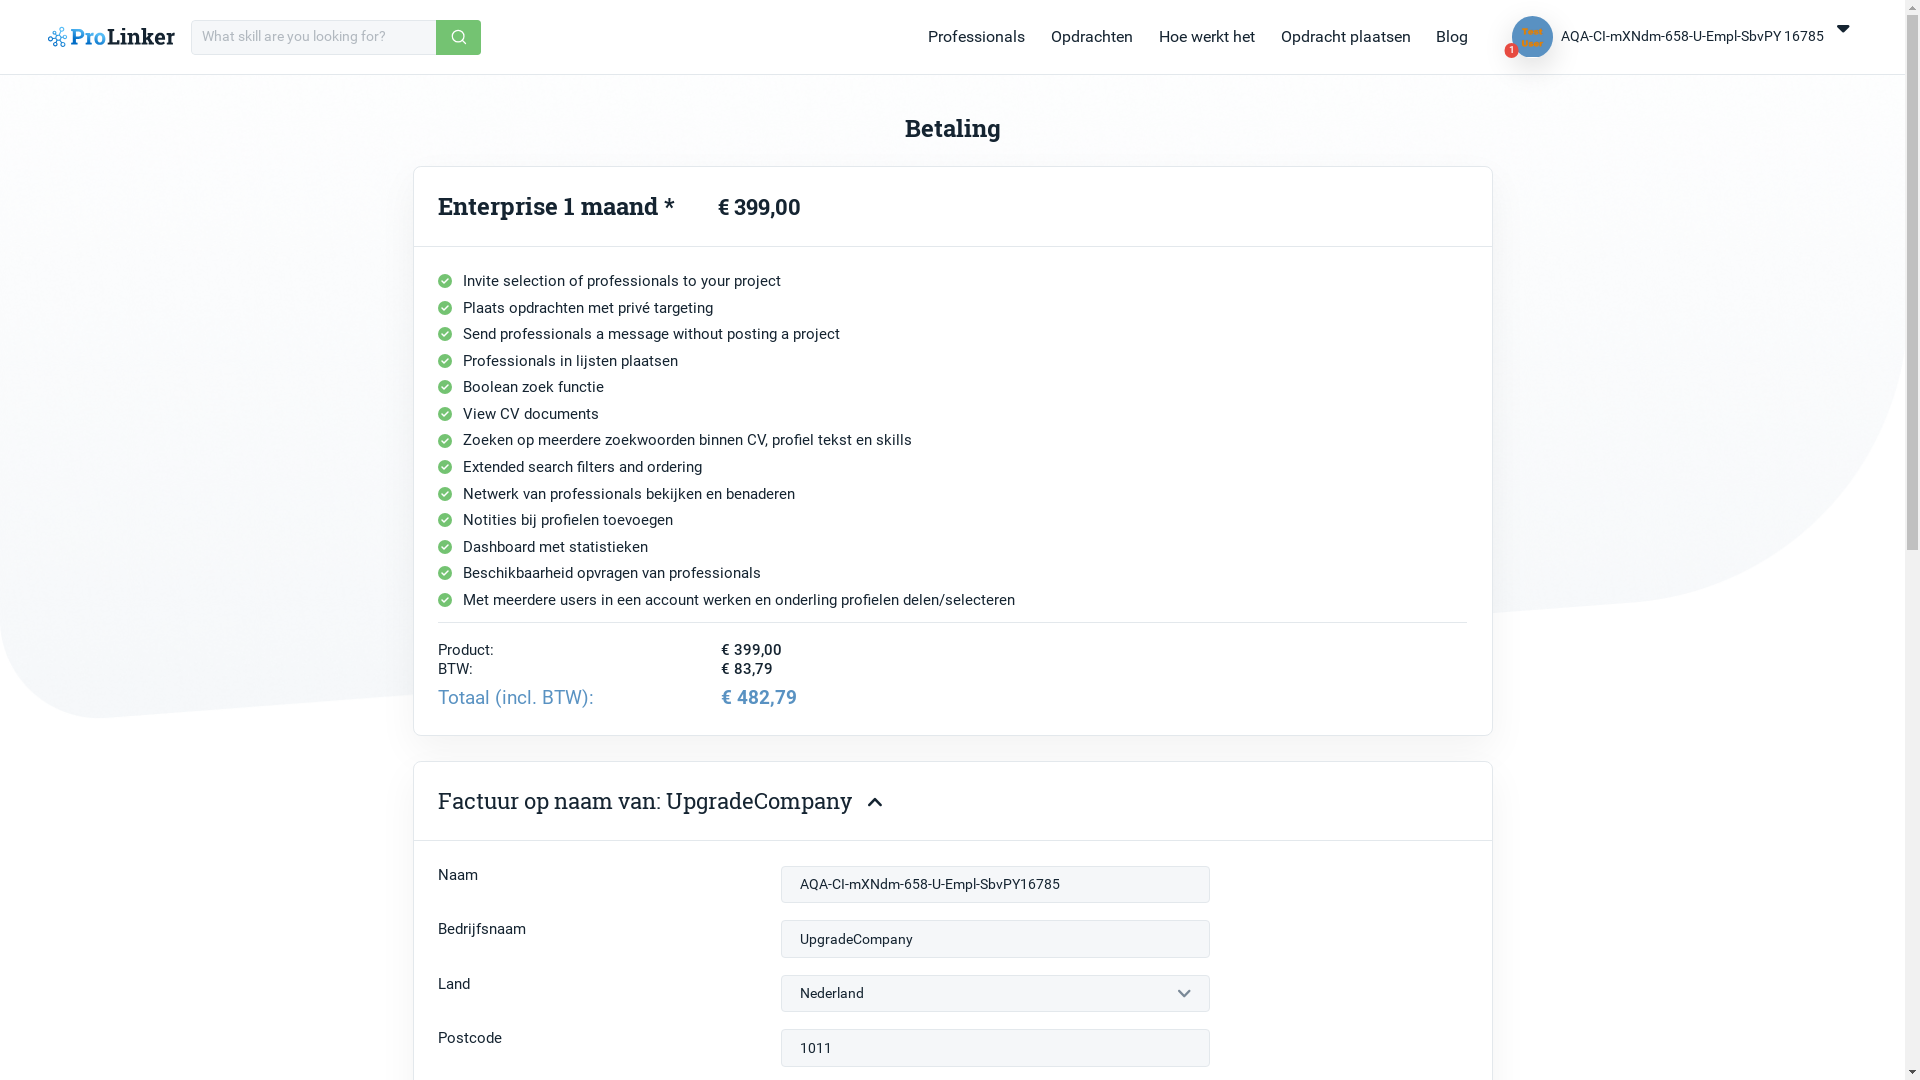 ProLinker
What skill are you looking for?
Professionals
Opdrachten
Hoe werkt het
Opdracht plaatsen
Blog
Test
User
1
AQA-CI-mXNdm-658-U-Empl-SbvPY 16785
Betaling
Enterprise 1 maand * € 399,00
Invite selection of professionals to your project
Plaats opdrachten met privé targeting
Send professionals a message without posting a project
Professionals in lijsten plaatsen
Boolean zoek functie
View CV documents
Zoeken op meerdere zoekwoorden binnen CV, profiel tekst en skills
Extended search filters and ordering
Netwerk van professionals bekijken en benaderen
Notities bij profielen toevoegen
Dashboard met statistieken
Beschikbaarheid opvragen van professionals
Met meerdere users in een account werken en onderling profielen delen/selecteren
Product: € 399,00
BTW: € 83,79
Totaal (incl. BTW): € 482,79
Factuur op naam van: UpgradeCompany
Naam AQA-CI-mXNdm-658-U-Empl-SbvPY16785
Bedrijfsnaam UpgradeCompany
Land Nederland
Postcode 1011